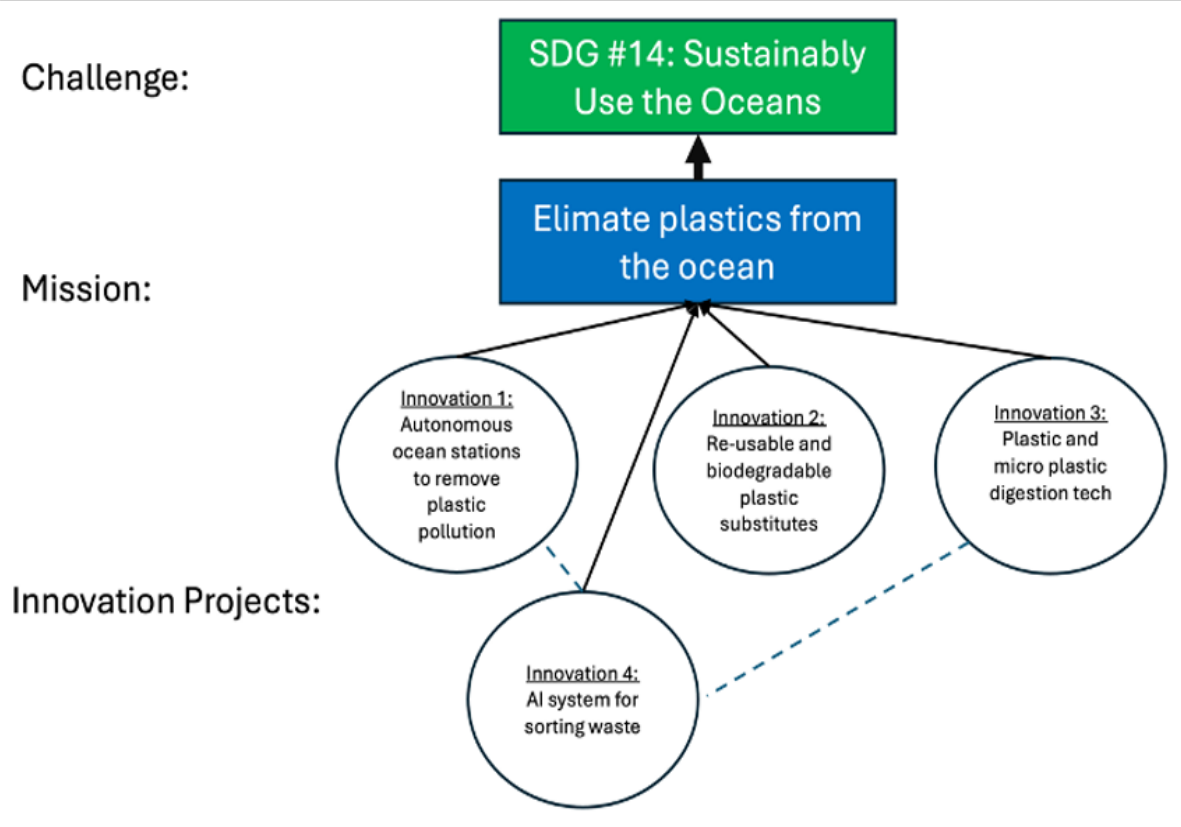 Challenge:
SDG #14: Sustainably
Use the Oceans
Mission:
Elimate plastics from
the ocean
Innovation Projects:
Innovation 1:
Autonomous
ocean stations
to remove
plastic
pollution
Innovation 2:
Re-usable and
biodegradable
plastic
substitutes
Innovation 3:
Plastic and
micro plastic
digestion tech
Innovation 4:
AI system for
sorting waste